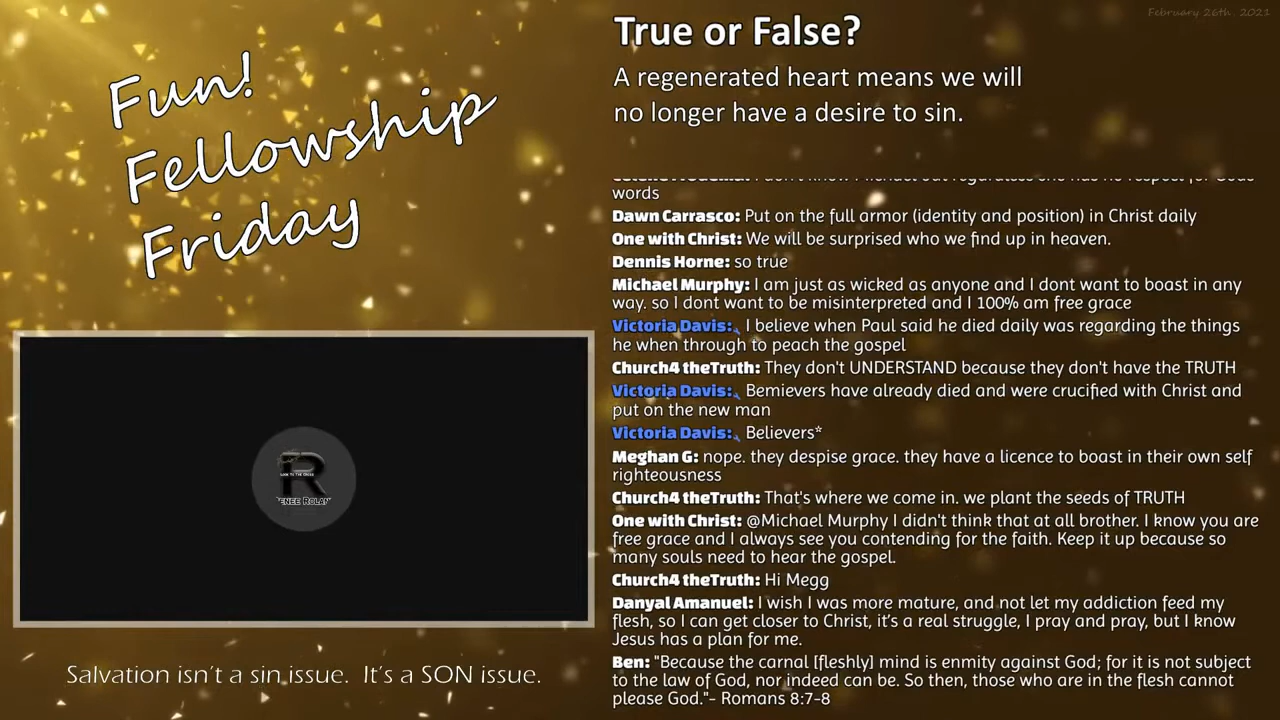 February 26th, 2021
Fun!
Fellowship
Friday
True or False?
A regenerated heart means we will
no longer have a desire to sin.
words
Dawn Carrasco: Put on the full armor (identity and position) in Christ daily
One with Christ: We will be surprised who we find up in heaven.
Dennis Horne: so true
Michael Murphy: I am just as wicked as anyone and I dont want to boast in any
way. so I dont want to be misinterpreted and I 100% am free grace
Victoria Davis: I believe when Paul said he died daily was regarding the things
he when through to peach the gospel
Church4 theTruth: They don't UNDERSTAND because they don't have the TRUTH
Victoria Davis: Bemievers have already died and were crucified with Christ and
put on the new man
Victoria Davis: Believers*
Meghan G: nope. they despise grace. they have a licence to boast in their own self
righteousness
Church4 theTruth: That's where we come in. we plant the seeds of TRUTH
One with Christ: @Michael Murphy I didn't think that at all brother. I know you are
free grace and I always see you contending for the faith. Keep it up because so
many souls need to hear the gospel.
Church4 theTruth: Hi Megg
Danyal Amanuel: I wish I was more mature, and not let my addiction feed my
flesh, so I can get closer to Christ, it's a real struggle, I pray and pray, but I know
Jesus has a plan for me.
Ben: "Because the carnal [fleshly] mind is enmity against God; for it is not subject
to the law of God, nor indeed can be. So then, those who are in the flesh cannot
please God."- Romans 8:7-8
R
Salvation isn't a sin issue. It's a SON issue.